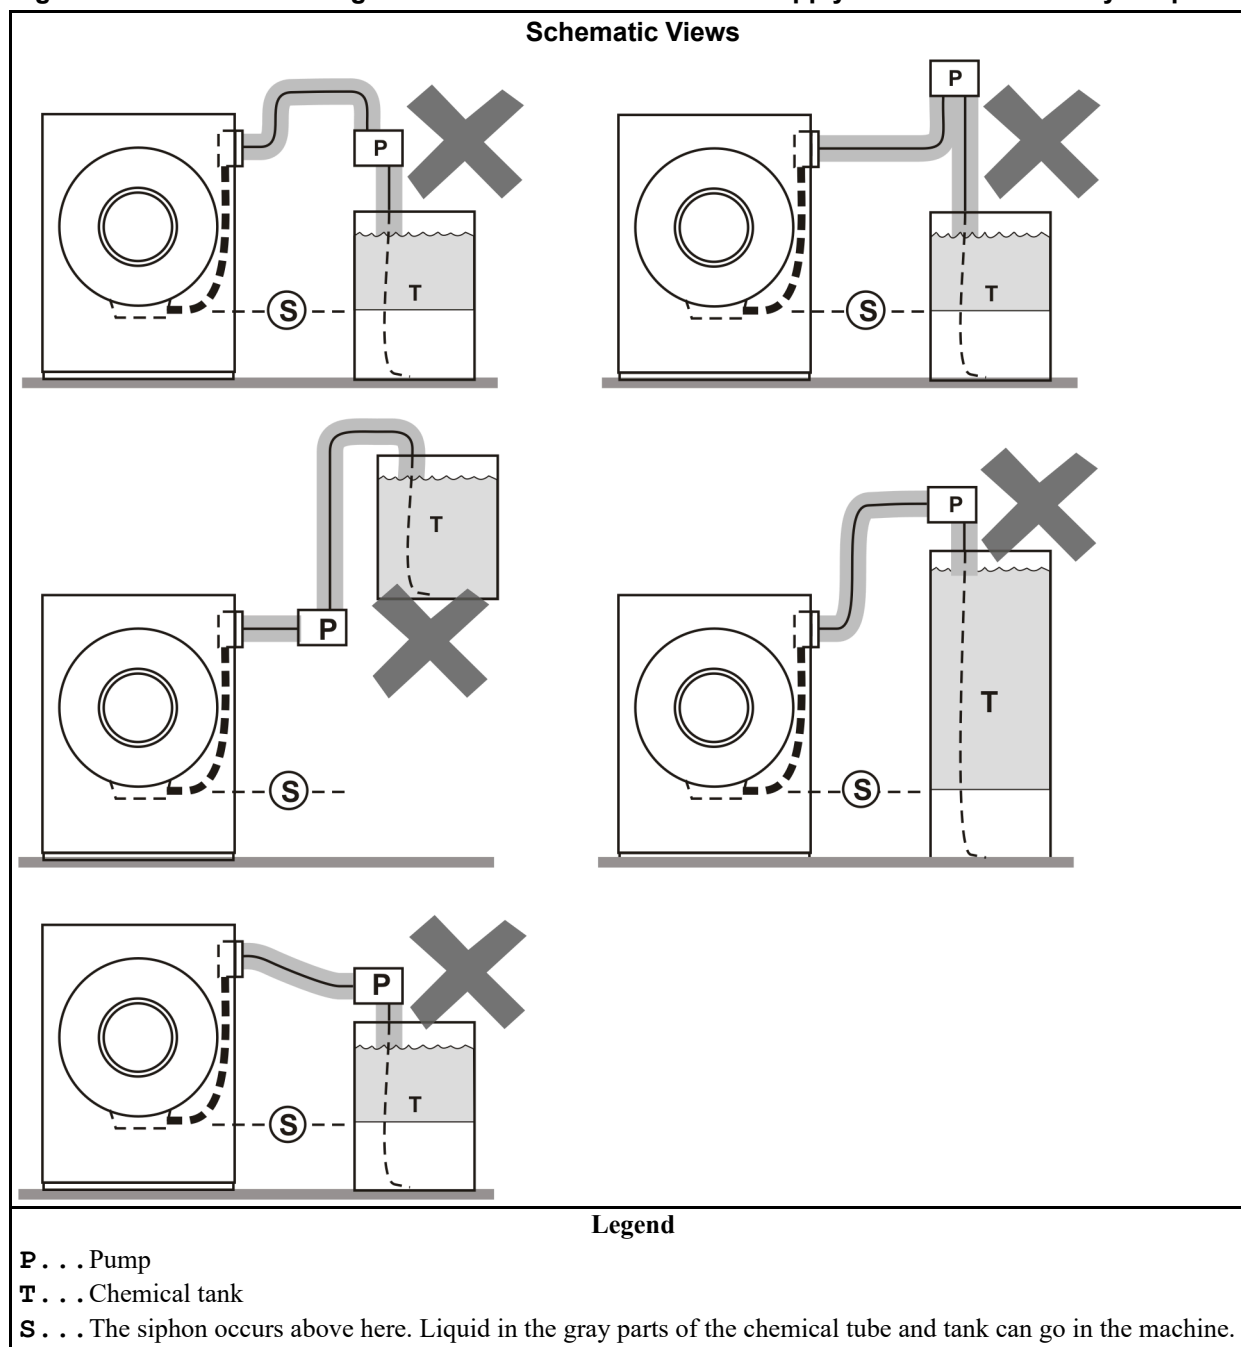 Schematic Views
P
P
T
S
T
S
T
P
P
S
T
S
P
T
S
Legend
P...Pump
T...Chemical tank
S...The siphon occurs above here. Liquid in the gray parts of the chemical tube and tank can go in the machine.